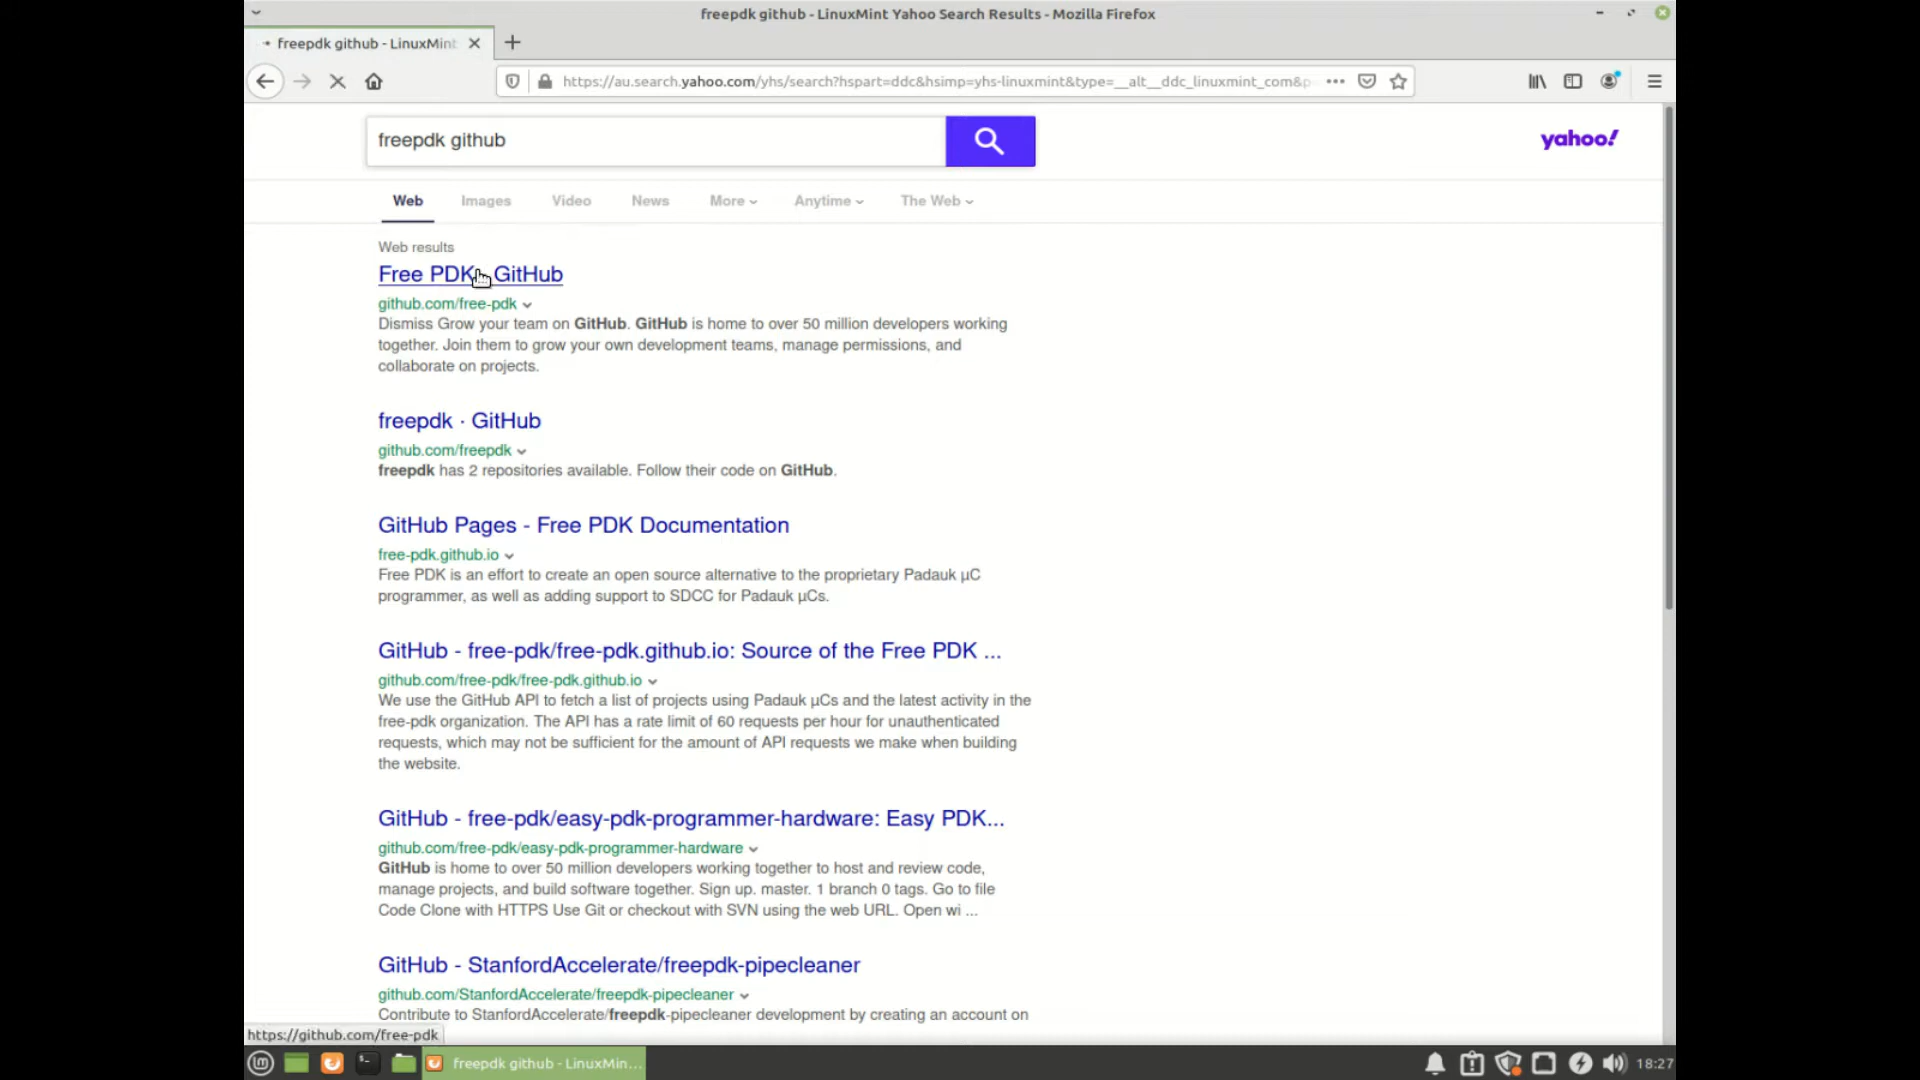 freepdk github - LinuxMint Yahoo Search Results - Mozilla Firefox
freepdk github - LinuxMint
https://au.search.yahoo.com/yhs/search?hspart=ddc&hsimp=yhs-linuxmint&type=__alt__ddc_linuxmint_com&p
freepdk github
yahoo!
Web Images Video News More Anytime The Web
Web results
Free PDK GitHub
github.com/free-pdk
Dismiss Grow your team on GitHub. GitHub is home to over 50 million developers working
together. Join them to grow your own development teams, manage permissions, and
collaborate on projects.
freepdk · GitHub
github.com/freepdk
freepdk has 2 repositories available. Follow their code on GitHub.
GitHub Pages - Free PDK Documentation
free-pdk.github.io
Free PDK is an effort to create an open source alternative to the proprietary Padauk µC
programmer, as well as adding support to SDCC for Padauk µCs.
GitHub - free-pdk/free-pdk.github.io: Source of the Free PDK ...
github.com/free-pdk/free-pdk.github.io
We use the GitHub API to fetch a list of projects using Padauk µCs and the latest activity in the
free-pdk organization. The API has a rate limit of 60 requests per hour for unauthenticated
requests, which may not be sufficient for the amount of API requests we make when building
the website.
GitHub - free-pdk/easy-pdk-programmer-hardware: Easy PDK...
github.com/free-pdk/easy-pdk-programmer-hardware
GitHub is home to over 50 million developers working together to host and review code,
manage projects, and build software together. Sign up. master. 1 branch 0 tags. Go to file
Code Clone with HTTPS Use Git or checkout with SVN using the web URL. Open wi ...
GitHub - StanfordAccelerate/freepdk-pipecleaner
github.com/StanfordAccelerate/freepdk-pipecleaner
Contribute to StanfordAccelerate/freepdk-pipecleaner development by creating an account on
https://github.com/free-pdk
freepdk github - LinuxMin...
18:27